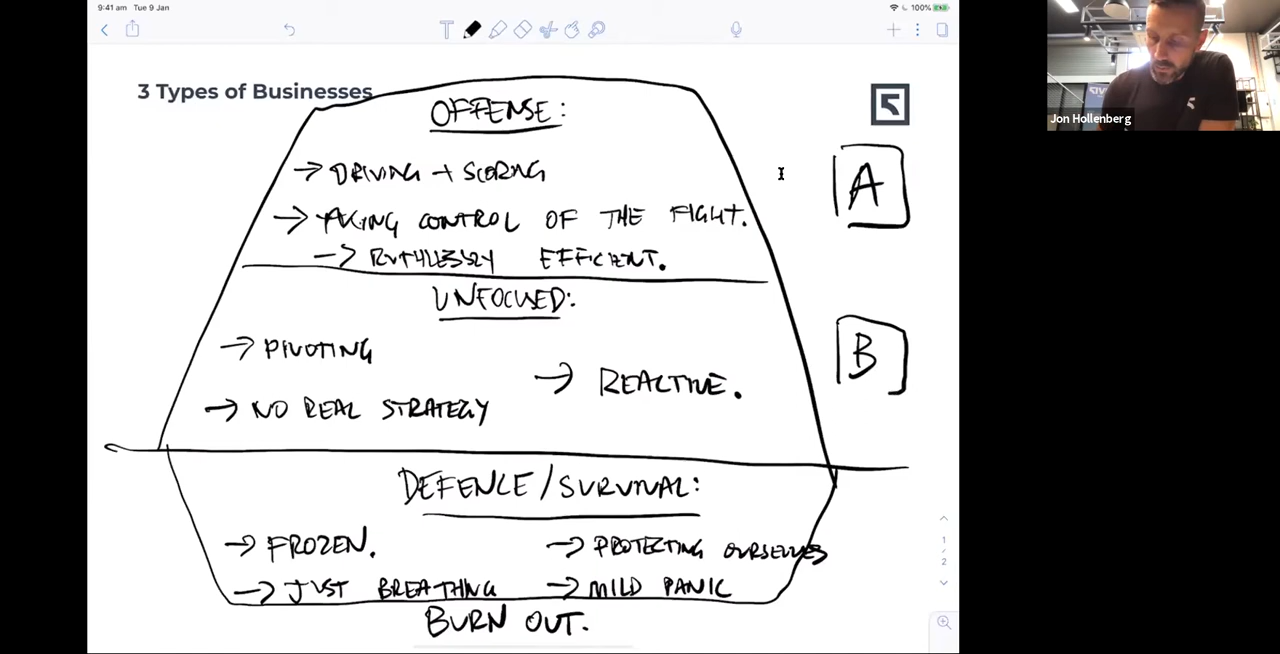 9:41 am Tue 9 Jan
100%
3 Types of Businesses
OFFENSE:
→ DRIVING + SCORING
→ TAKING CONTROL OF THE FIGHT.
→ RUTHLESSLY EFFICIENT.
A
UNFOCUSED:
→ PIVOTING
→ REACTIVE.
→ NO REAL STRATEGY
B
DEFENCE/SURVIVAL:
→ FROZEN.
→ PROTECTING OURSELVES
→ JUST BREATHING
→ MILD PANIC
BURN OUT.
1
/
2
Jon Hollenberg